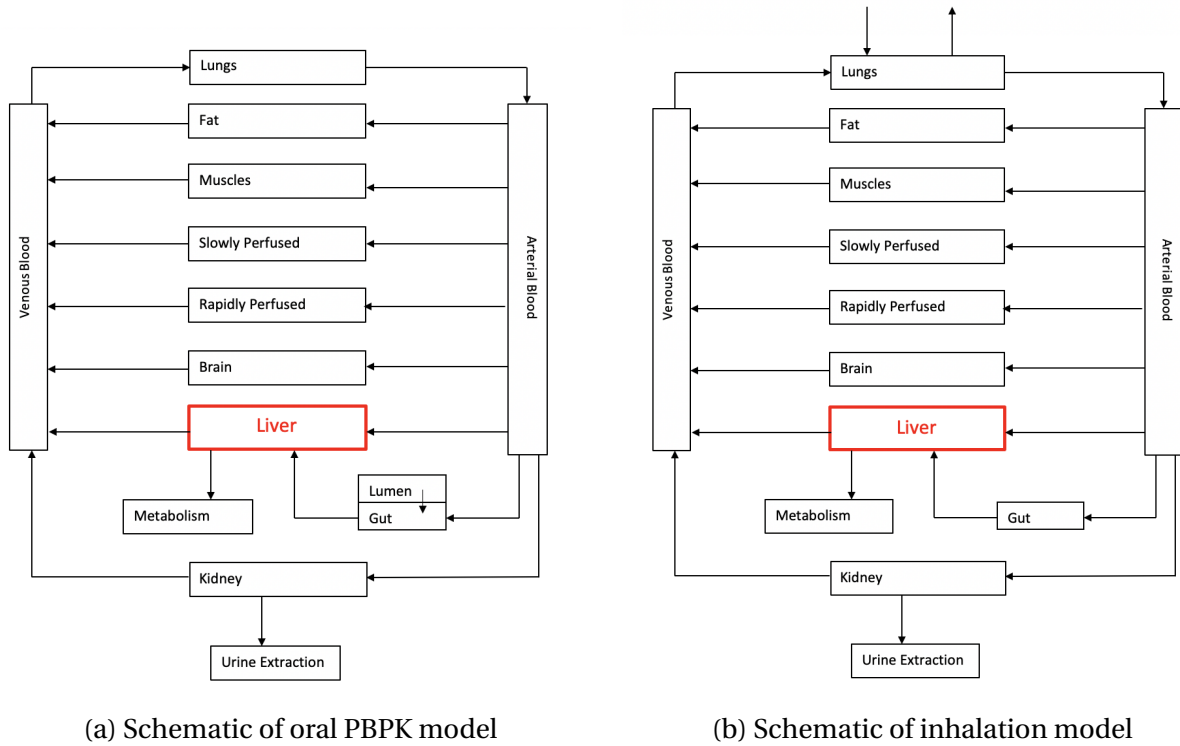 Lungs
Fat
Muscles
Slowly Perfused
Rapidly Perfused
Brain
Liver
Venous Blood
Arterial Blood
Lumen
Gut
Metabolism
Kidney
Urine Extraction
(a) Schematic of oral PBPK model
Lungs
Fat
Muscles
Slowly Perfused
Rapidly Perfused
Brain
Liver
Venous Blood
Arterial Blood
Metabolism
Gut
Kidney
Urine Extraction
(b) Schematic of inhalation model